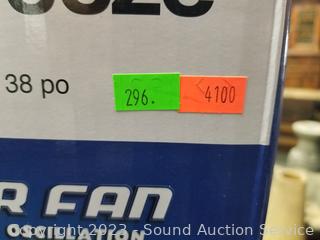 38 po
296.
4100
R FAN
OSCILLATION
Copyright 2023 - Sound Auction Service